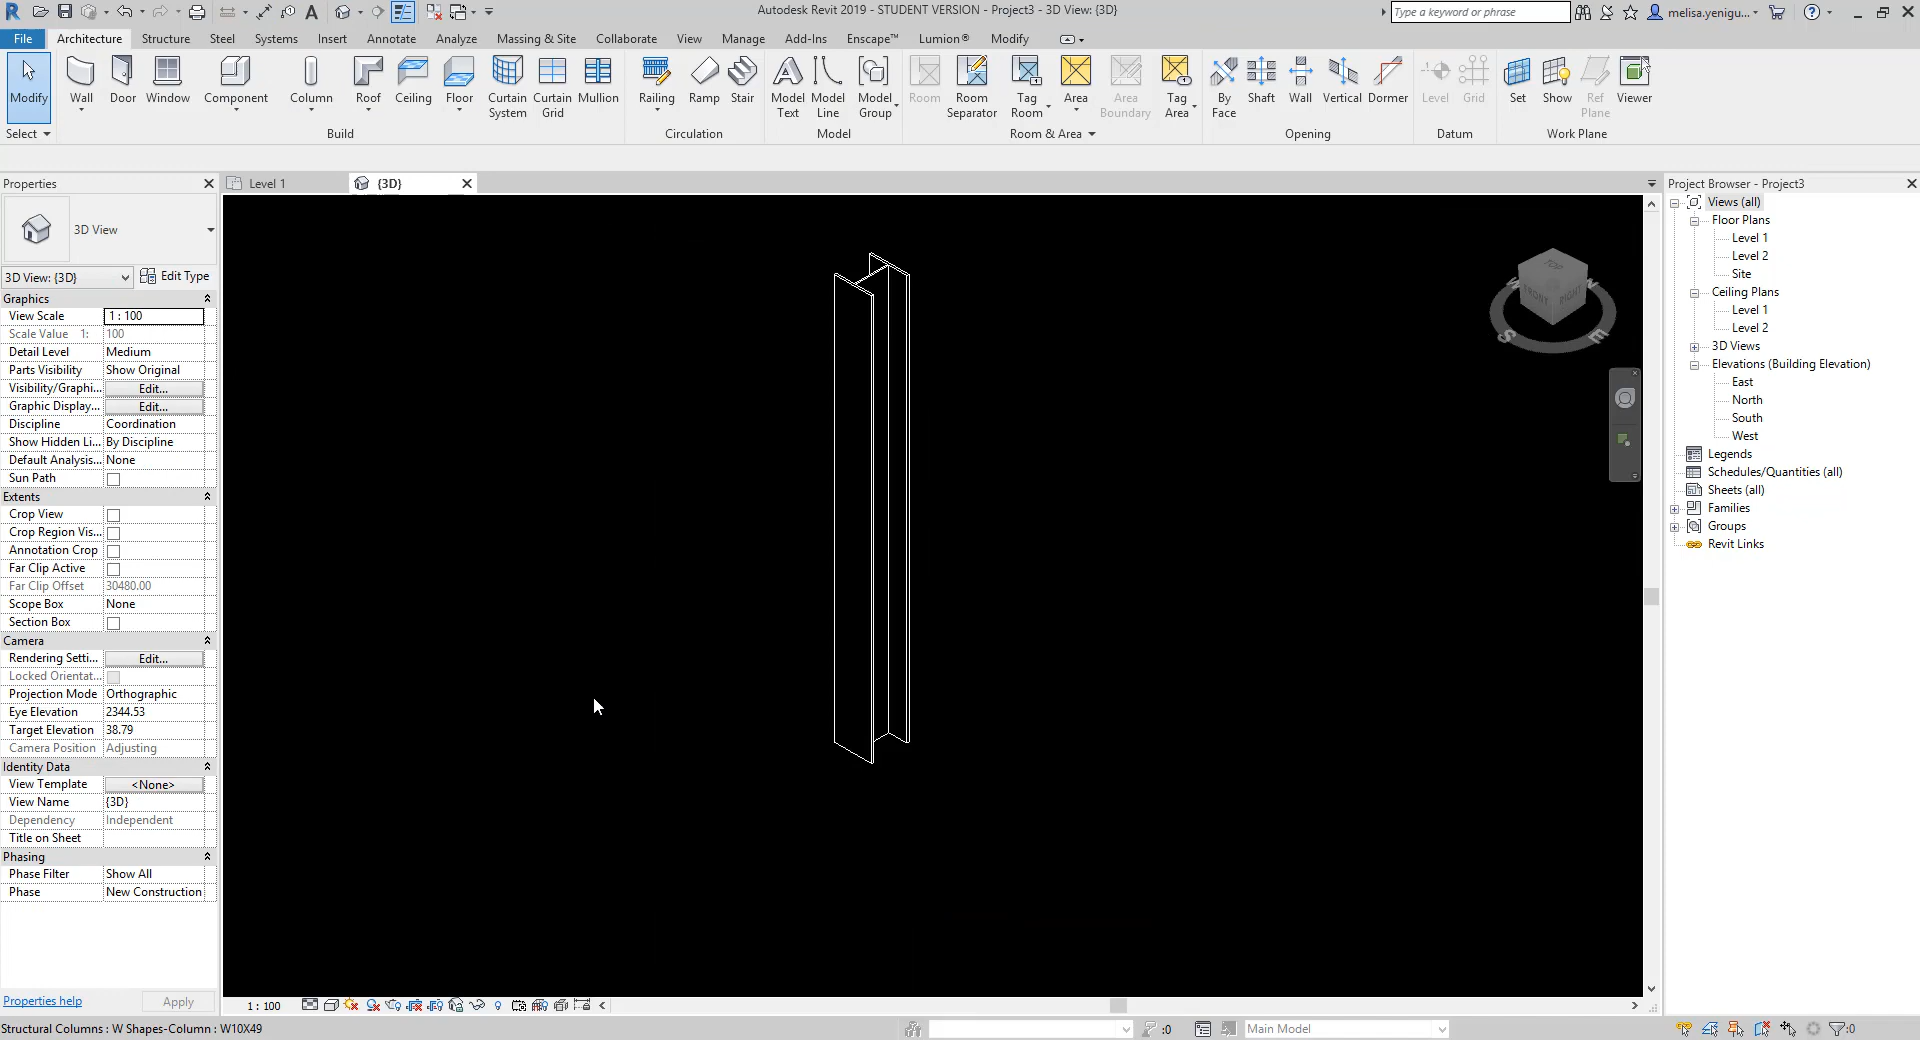 Autodesk Revit 2019 - STUDENT VERSION - Project3 - 3D View: {3D}
Type a keyword or phrase
melisa.yenigu...
File Architecture Structure Steel Systems Insert Annotate Analyze Massing & Site Collaborate View Manage Add-Ins Enscape™ Lumion® Modify
Modify Wall Door Window Component Column Roof Ceiling Floor Curtain System Curtain Grid Mullion Railing Ramp Stair Model Text Model Line Model Group Room Room Separator Tag Room Area Area Boundary Tag Area By Face Shaft Wall Vertical Dormer Level Grid Set Show Ref Plane Viewer
Select Build Circulation Model Room & Area Opening Datum Work Plane
Properties
3D View
3D View: {3D} Edit Type
Graphics
View Scale 1 : 100
Scale Value 1: 100
Detail Level Medium
Parts Visibility Show Original
Visibility/Graphi... Edit...
Graphic Display... Edit...
Discipline Coordination
Show Hidden Li... By Discipline
Default Analysis... None
Sun Path
Extents
Crop View
Crop Region Vis...
Annotation Crop
Far Clip Active
Far Clip Offset 30480.00
Scope Box None
Section Box
Camera
Rendering Setti... Edit...
Locked Orientat...
Projection Mode Orthographic
Eye Elevation 2344.53
Target Elevation 38.79
Camera Position Adjusting
Identity Data
View Template <None>
View Name {3D}
Dependency Independent
Title on Sheet
Phasing
Phase Filter Show All
Phase New Construction
Properties help Apply
Level 1 {3D}
TOP
FRONT RIGHT
S E
Project Browser - Project3
Views (all)
Floor Plans
Level 1
Level 2
Site
Ceiling Plans
Level 1
Level 2
3D Views
Elevations (Building Elevation)
East
North
South
West
Legends
Schedules/Quantities (all)
Sheets (all)
Families
Groups
Revit Links
1 : 100
Structural Columns : W Shapes-Column : W10X49
:0
Main Model
:0